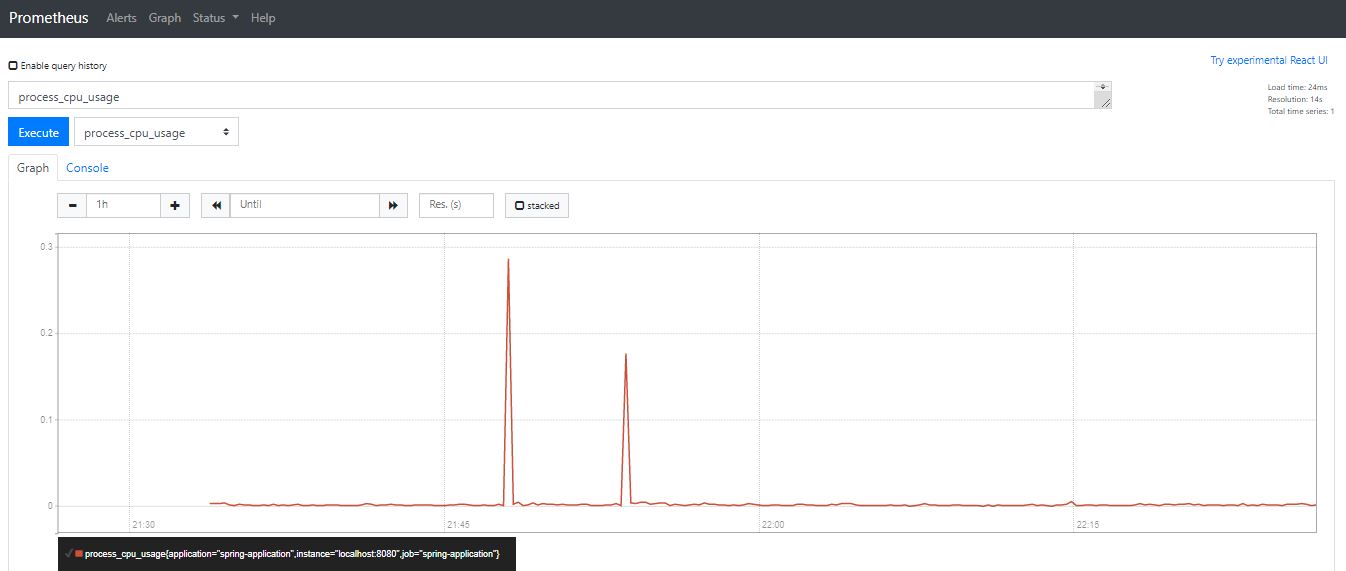 Prometheus Alerts Graph Status Help
Enable query history
Try experimental React UI
process_cpu_usage
Load time: 24ms
Resolution: 14s
Total time series: 1
Execute process_cpu_usage
Graph Console
1h Until Res. (s) stacked
0.3
0.2
0.1
0
21:30 21:45 22:00 22:15
process_cpu_usage{application="spring-application",instance="localhost:8080",job="spring-application"}